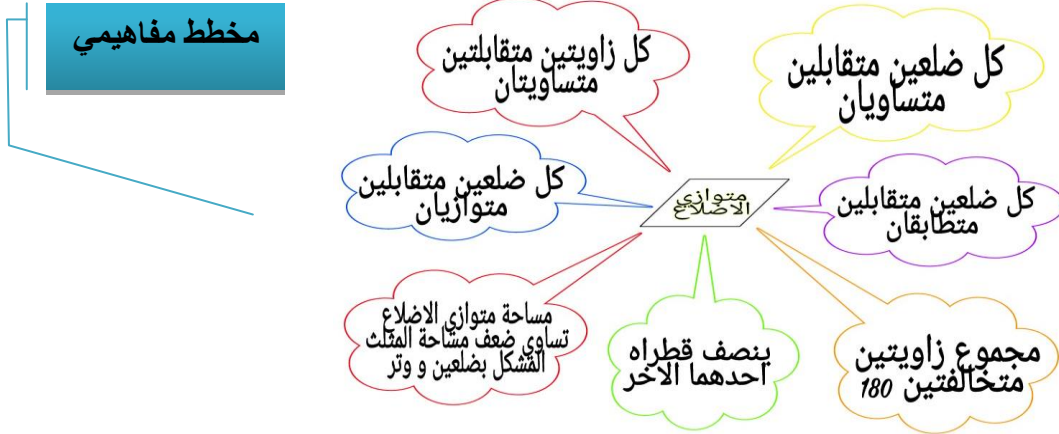 مخطط مفاهيمي
كل ضلعين متقابلين
متساويان
كل زاويتين متقابلتين
متساويتان
كل ضلعين متقابلين
متطابقان
متوازي
الاضلاع
كل ضلعين متقابلين
متوازيان
مجموع زاويتين
متخالفتين 180
ينصف قطراه
احدهما الاخر
مساحة متوازي الاضلاع
تساوي ضعف مساحة المثلث
المشكل بضلعين و وتر